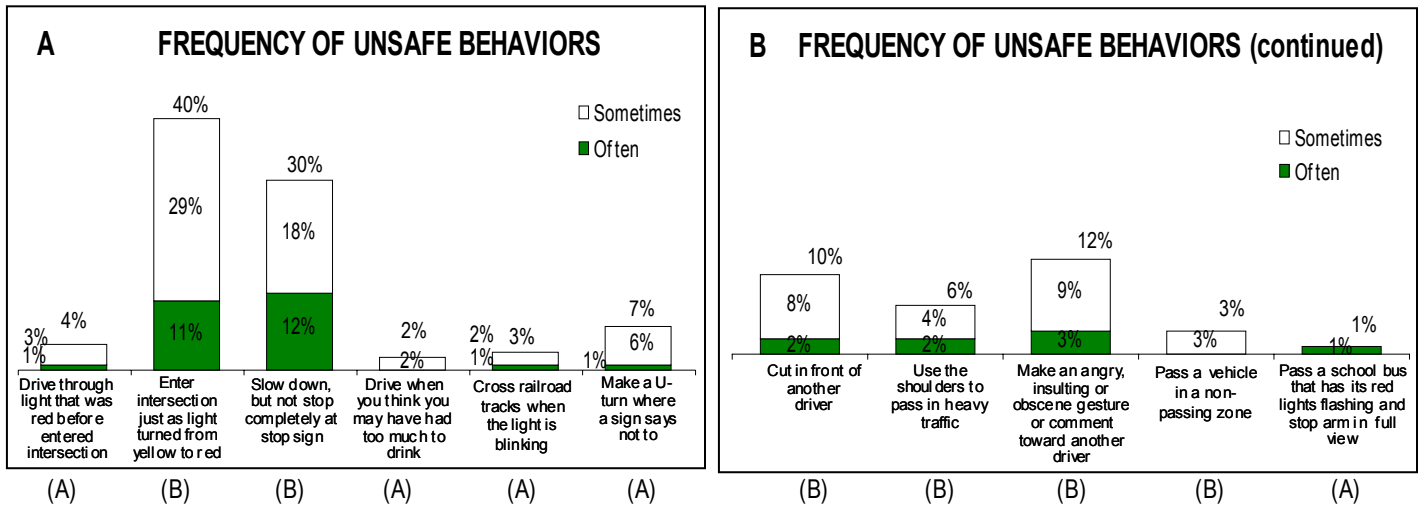 A FREQUENCY OF UNSAFE BEHAVIORS
Sometimes
Often
40%
29%
11%
30%
18%
12%
4%
3%
1%
2%
2%
3%
2%
1%
7%
6%
1%
Drive through
light that was
red before
entered
intersection
Enter
intersection
just as light
turned from
yellow to red
Slow down,
but not stop
completely at
stop sign
Drive when
you think you
may have had
too much to
drink
Cross railroad
tracks when
the light is
blinking
Make a U-
turn where
a sign says
not to
(A)
(B)
(B)
(A)
(A)
(A)
B FREQUENCY OF UNSAFE BEHAVIORS (continued)
Sometimes
Often
10%
8%
2%
6%
4%
2%
12%
9%
3%
3%
3%
1%
1%
Cut in front of
another
driver
Use the
shoulders to
pass in heavy
traffic
Make an angry,
insulting or
obscene gesture
or comment
toward another
driver
Pass a vehicle
in a non-
passing zone
Pass a school bus
that has its red
lights flashing and
stop arm in full
view
(B)
(B)
(B)
(B)
(A)